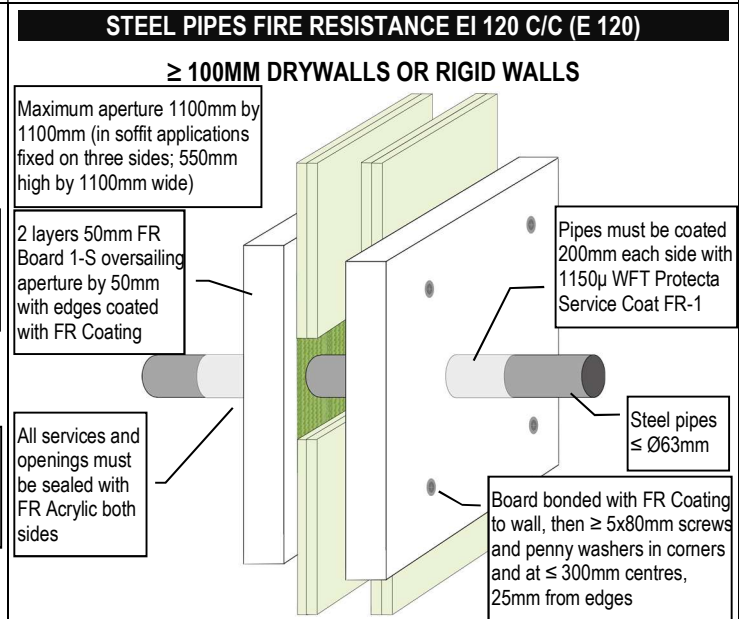 STEEL PIPES FIRE RESISTANCE EI 120 C/C (E 120)
≥ 100MM DRYWALLS OR RIGID WALLS
Maximum aperture 1100mm by
1100mm (in soffit applications
fixed on three sides; 550mm
high by 1100mm wide)
2 layers 50mm FR
Board 1-S oversailing
aperture by 50mm
with edges coated
with FR Coating
All services and
openings must
be sealed with
FR Acrylic both
sides
Pipes must be coated
200mm each side with
1150µ WFT Protecta
Service Coat FR-1
Steel pipes
≤ Ø63mm
Board bonded with FR Coating
to wall, then ≥ 5x80mm screws
and penny washers in corners
and at ≤ 300mm centres,
25mm from edges